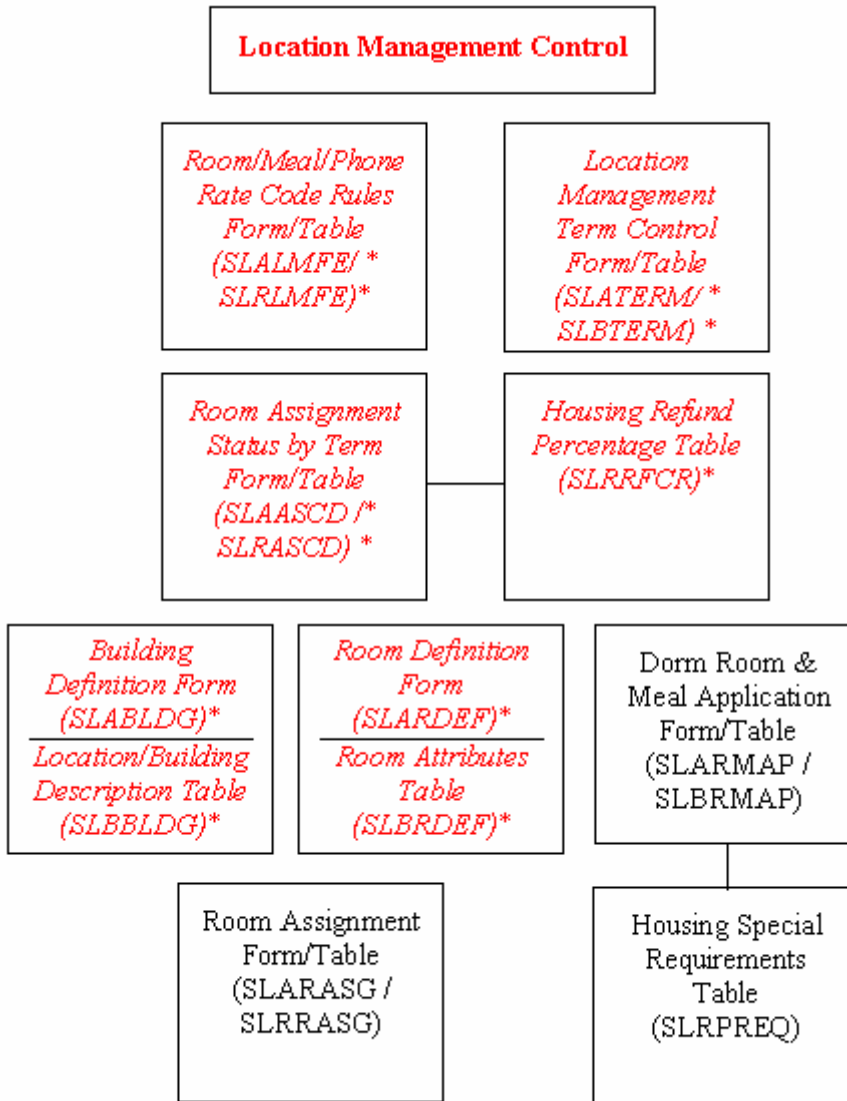 Location Management Control
Room/Meal/Phone
Rate Code Rules
Form/Table
(SLALMFE/ *
SLRLMFE)*
Location
Management
Term Control
Form/Table
(SLATERM/ *
SLBTERM) *
Room Assignment
Status by Term
Form/Table
(SLAASCD /*
SLRASCD) *
Housing Refund
Percentage Table
(SLRRFCR)*
Building
Definition Form
(SLABLDG)*
Location/Building
Description Table
(SLBBLDG)*
Room Definition
Form
(SLARDEF)*
Room Attributes
Table
(SLBRDEF)*
Dorm Room &
Meal Application
Form/Table
(SLARMAP /
SLBRMAP)
Room Assignment
Form/Table
(SLARASG /
SLRRASG)
Housing Special
Requirements
Table
(SLRPREQ)